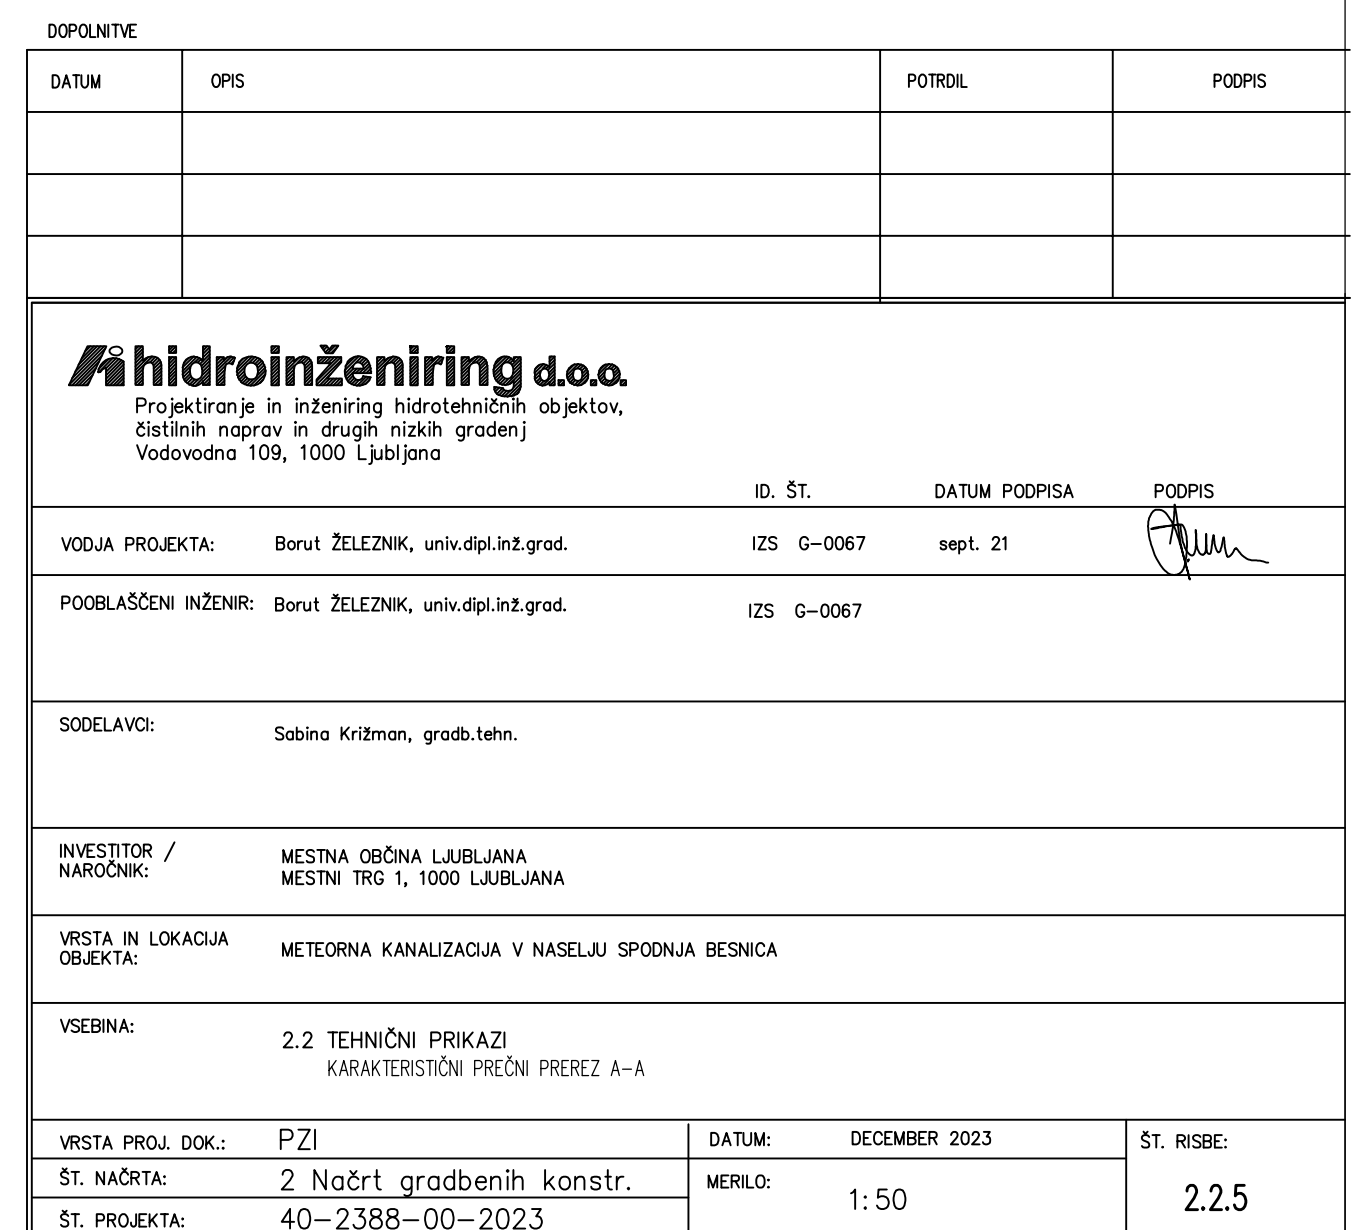 DOPOLNITVE
DATUM OPIS POTRDIL PODPIS
hidroinženiring d.o.o.
Projektiranje in inženiring hidrotehničnih objektov,
čistilnih naprav in drugih nizkih gradenj
Vodovodna 109, 1000 Ljubljana
ID. ŠT. DATUM PODPISA PODPIS
VODJA PROJEKTA: Borut ŽELEZNIK, univ.dipl.inž.grad. IZS G-0067 sept. 21
POOBLAŠČENI INŽENIR: Borut ŽELEZNIK, univ.dipl.inž.grad. IZS G-0067
SODELAVCI: Sabina Križman, gradb.tehn.
INVESTITOR /
NAROČNIK:
MESTNA OBČINA LJUBLJANA
MESTNI TRG 1, 1000 LJUBLJANA
VRSTA IN LOKACIJA
OBJEKTA:
METEORNA KANALIZACIJA V NASELJU SPODNJA BESNICA
VSEBINA:
2.2 TEHNIČNI PRIKAZI
KARAKTERISTIČNI PREČNI PREREZ A-A
VRSTA PROJ. DOK.: PZI
ŠT. NAČRTA: 2 Načrt gradbenih konstr.
ŠT. PROJEKTA: 40-2388-00-2023
DATUM: DECEMBER 2023
MERILO: 1:50
ŠT. RISBE:
2.2.5